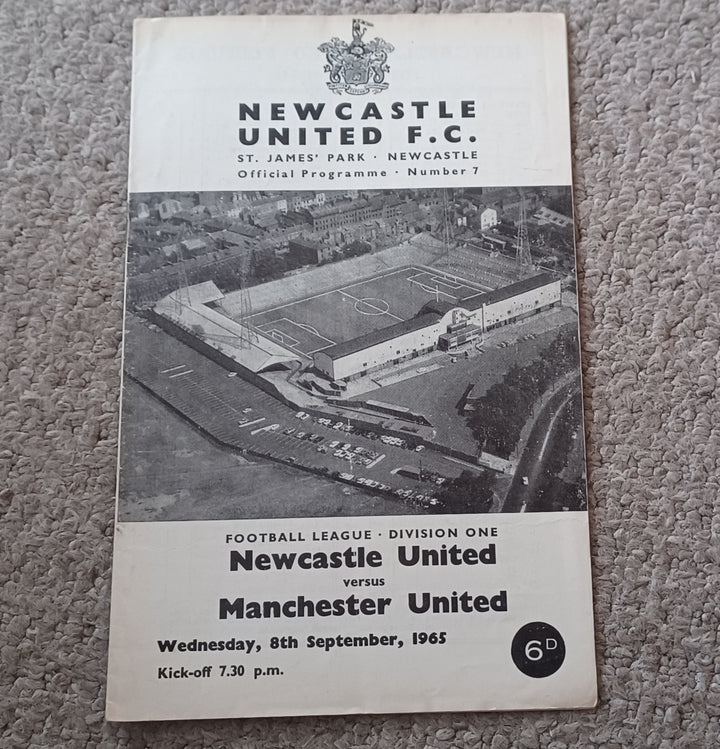 NEWCASTLE
UNITED F.C.
ST. JAMES' PARK · NEWCASTLE
Official Programme · Number 7
FOOTBALL LEAGUE · DIVISION ONE
Newcastle United
versus
Manchester United
Wednesday, 8th September, 1965
Kick-off 7.30 p.m.
6D